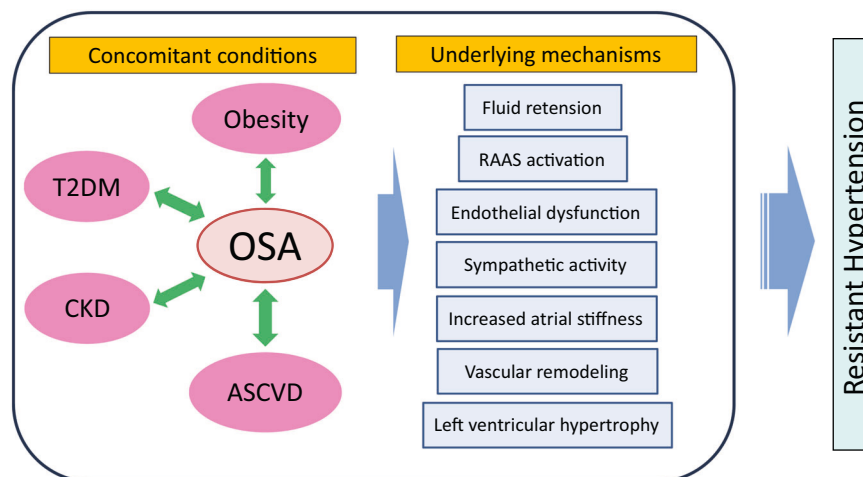 Concomitant conditions
Underlying mechanisms
Obesity
T2DM
OSA
CKD
ASCVD
Fluid retension
RAAS activation
Endothelial dysfunction
Sympathetic activity
Increased atrial stiffness
Vascular remodeling
Left ventricular hypertrophy
Resistant Hypertension